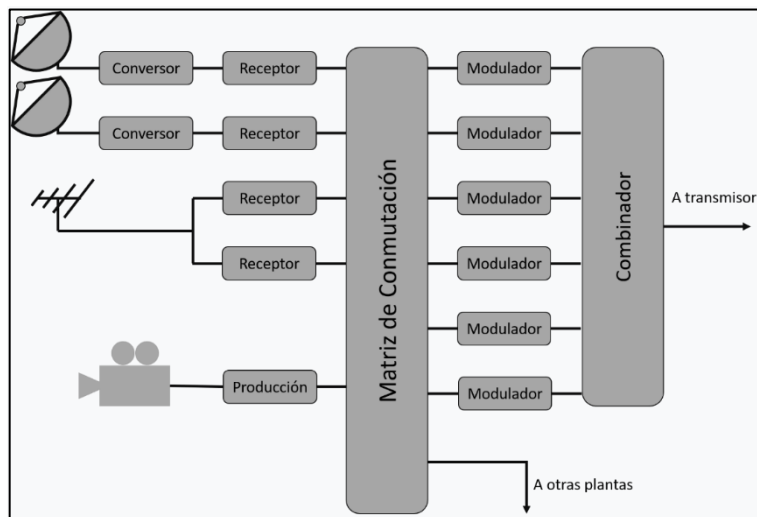 Conversor
Receptor
Modulador
Conversor
Receptor
Modulador
Receptor
Modulador
Receptor
Modulador
Modulador
Producción
Modulador
Matriz de Conmutación
Combinador
A transmisor
A otras plantas